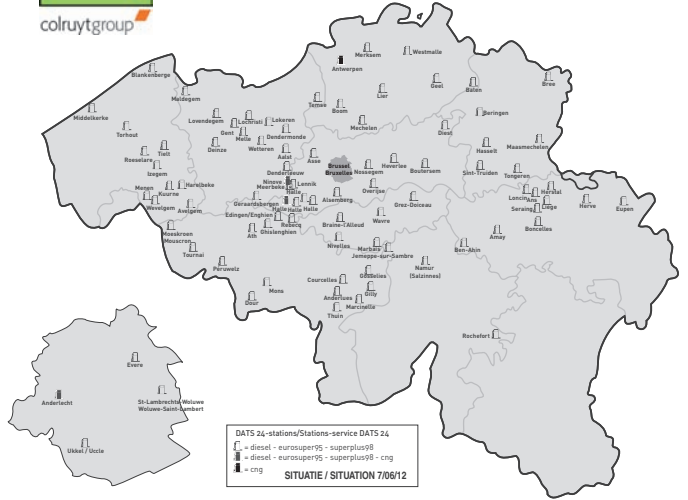 colruytgroup
Blankenberge
Maldegem
Middelkerke
Torhout
Roeselare
Tielt
Izegem
Menen
Kuurne
Harelbeke
Wevelgem
Avelgem
Moeskroen
Mouscron
Tournai
Peruwelz
Lovendegem
Lochristi
Lokeren
Gent
Melle
Dendermonde
Deinze
Wetteren
Aalst
Asse
Denderleeuw
Ninove
Meerbeke
Lennik
Halle
Geraardsbergen
Halle
Halle
Halle
Edingen/Enghien
Rebecq
Ath
Ghislenghien
Merksem
Westmalle
Antwerpen
Geel
Balen
Bree
Lier
Temse
Boom
Beringen
Mechelen
Diest
Hasselt
Maasmechelen
Brussel
Bruxelles
Nossegem
Heverlee
Boutersem
Sint-Truiden
Tongeren
Overijse
Alsemberg
Grez-Doiceau
Loncin
Ans
Herstal
Seraing
Liège
Boncelles
Herve
Eupen
Wavre
Braine-l'Alleud
Amay
Nivelles
Marbais
Jemeppe-sur-Sambre
Ben-Ahin
Namur
(Salzinnes)
Courcelles
Gosselies
Mons
Dour
Anderlues
Gilly
Marcinelle
Thuin
Rochefort
Evere
Anderlecht
St-Lambrechts-Woluwe
Woluwe-Saint-Lambert
Ukkel / Uccle
DATS 24-stations/Stations-service DATS 24
= diesel - eurosuper95 - superplus98
= diesel - eurosuper95 - superplus98 - cng
= cng
SITUATIE / SITUATION 7/06/12